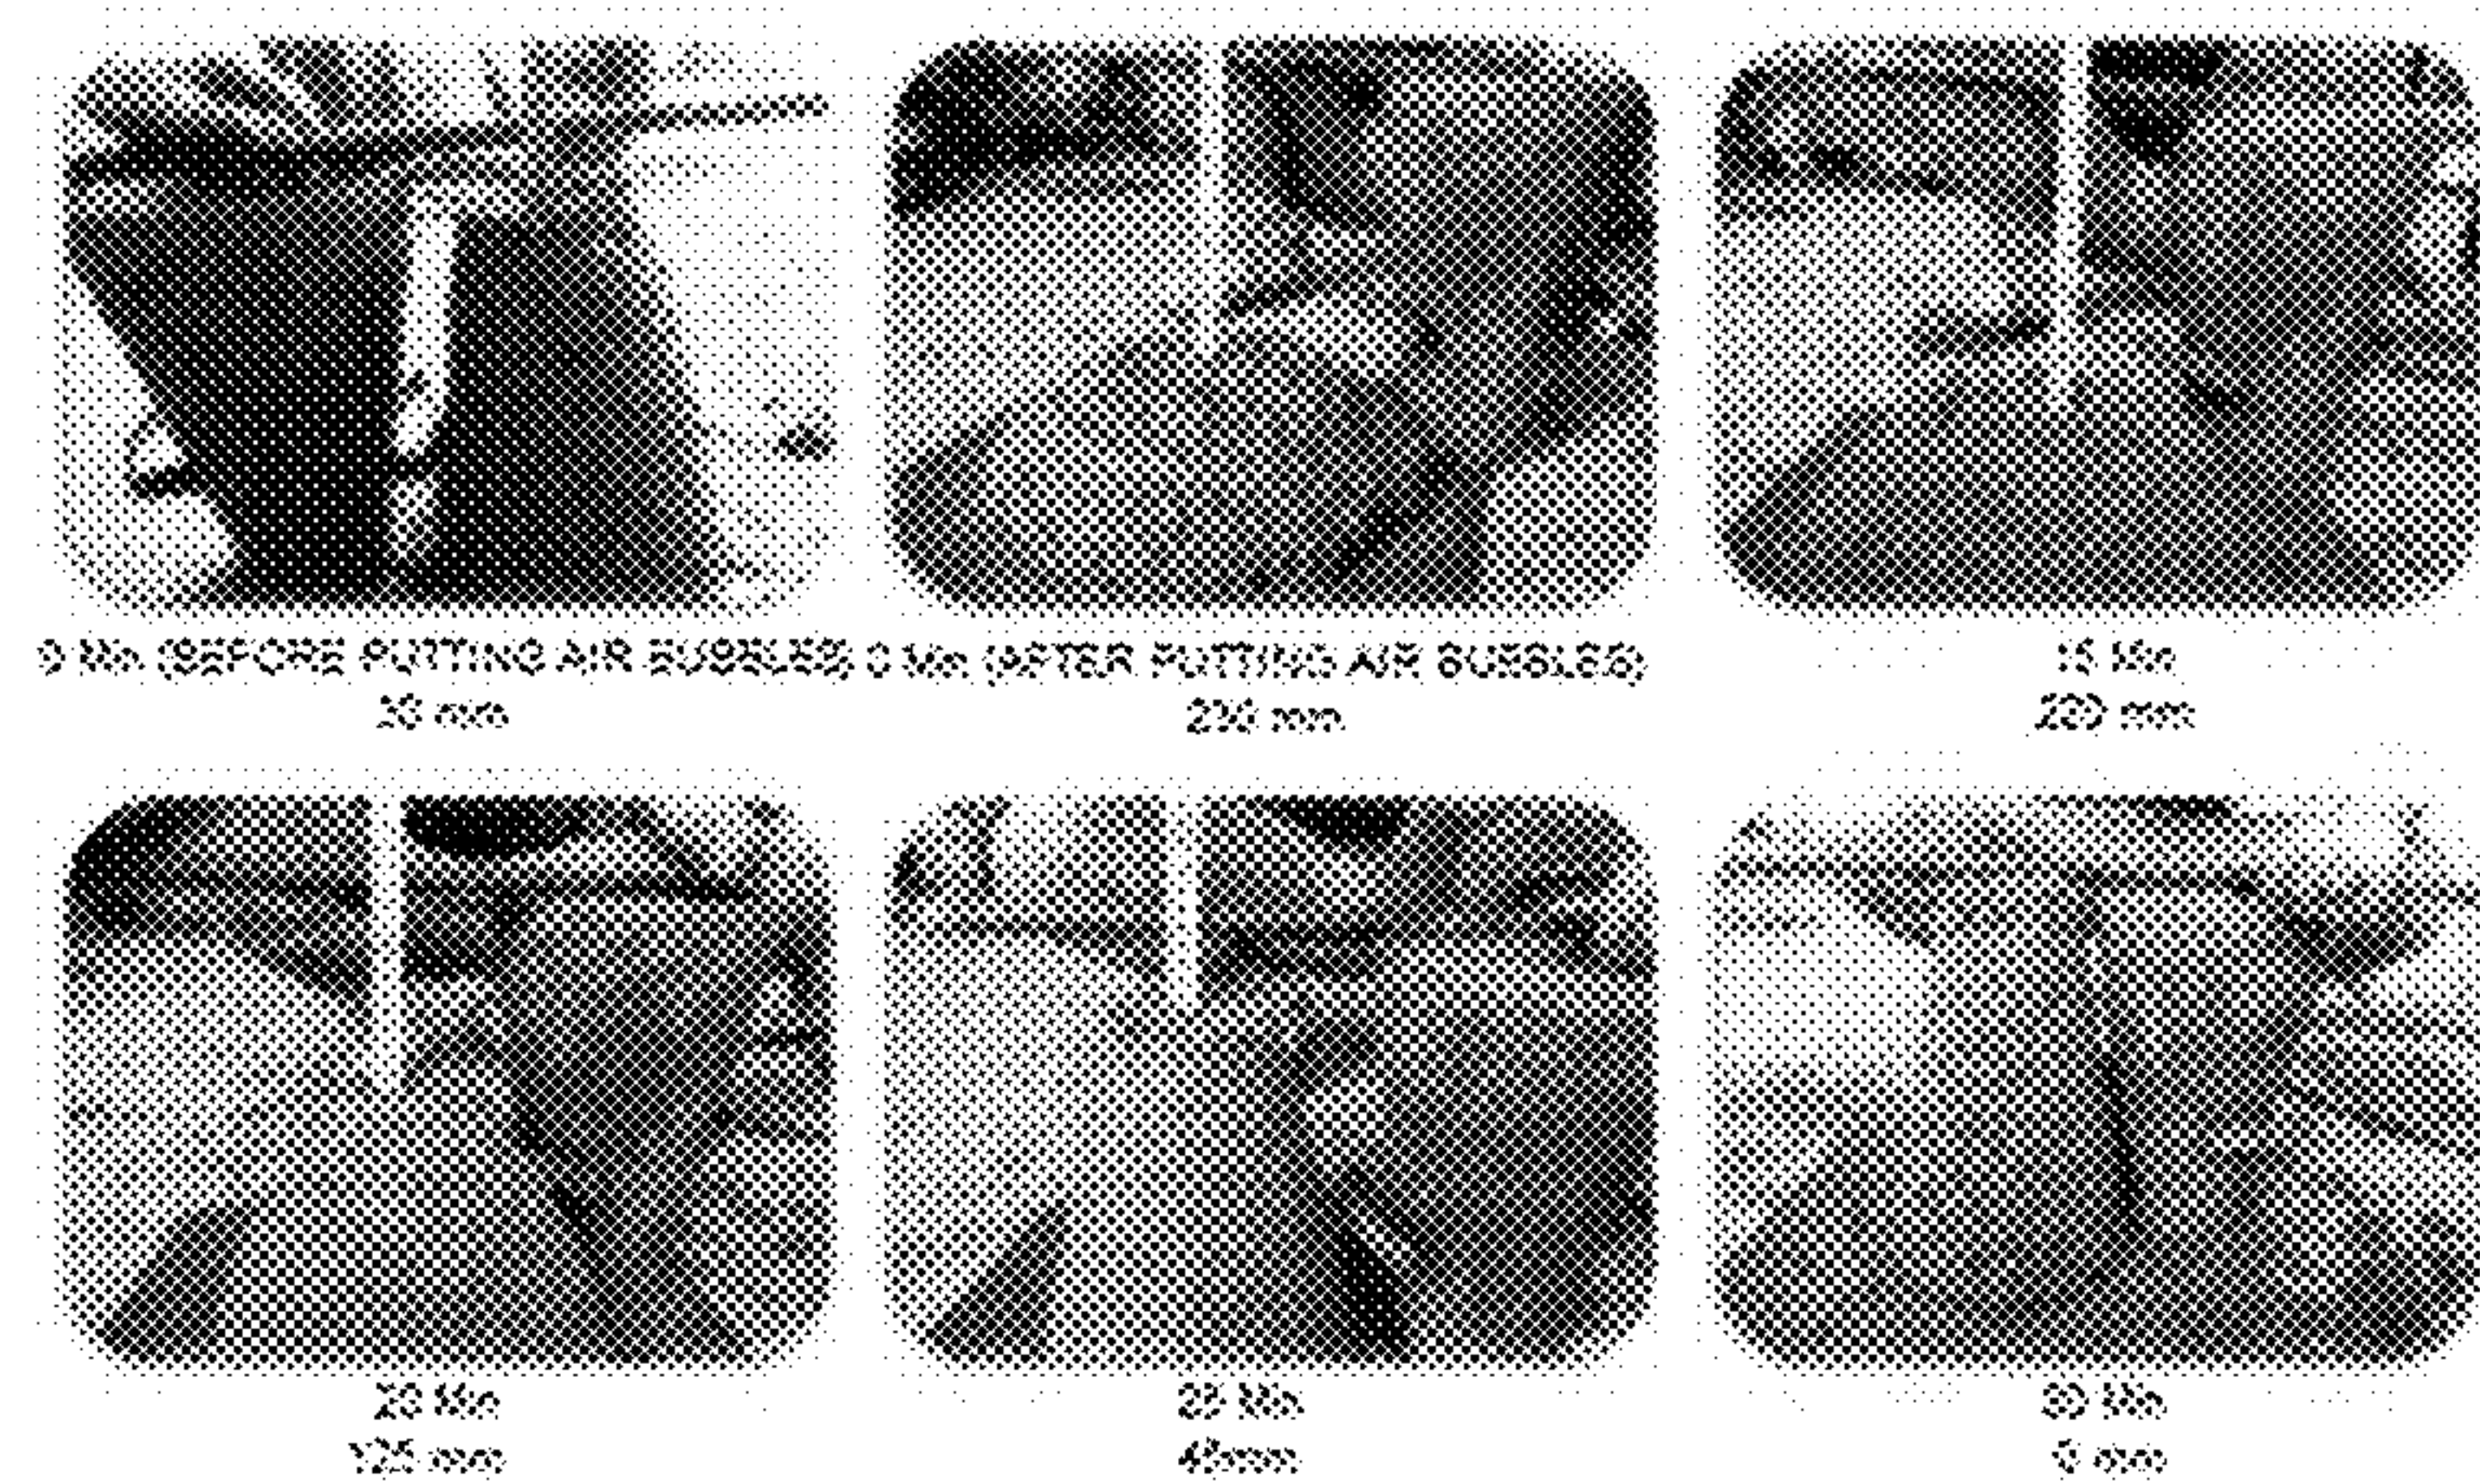 0 Min (BEFORE PUTTING AIR BUBBLES)
mm
0 Min (AFTER PUTTING AIR BUBBLES)
mm
15 Min
220 mm
20 Min
125 mm
25 Min
45mm
30 Min
0 mm